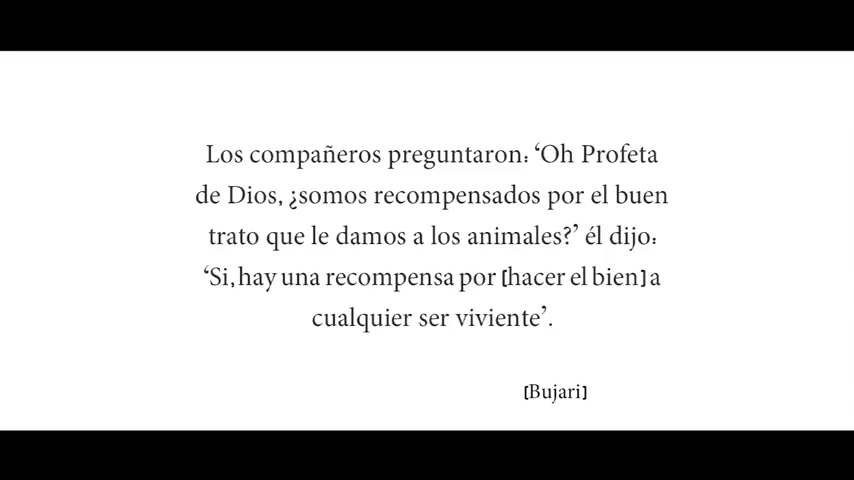 Los compañeros preguntaron: ‘Oh Profeta
de Dios, ¿somos recompensados por el buen
trato que le damos a los animales?’ él dijo:
‘Si, hay una recompensa por [hacer el bien] a
cualquier ser viviente’.
[Bujari]